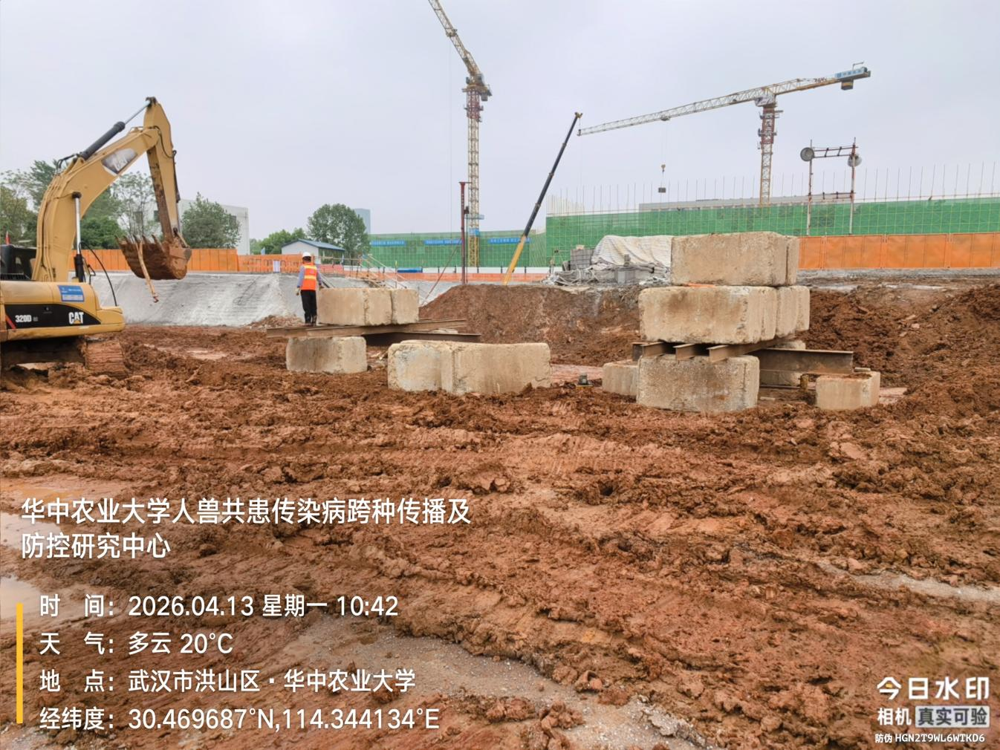 320D
CAT
华中农业大学人兽共患传染病跨种传播及
防控研究中心
时 间：2026.04.13 星期一 10:42
天 气：多云 20°C
地 点：武汉市洪山区·华中农业大学
经纬度：30.469687°N,114.344134°E
今日水印
相机 真实可验
防伪 HGN2T9WL6WTKD6